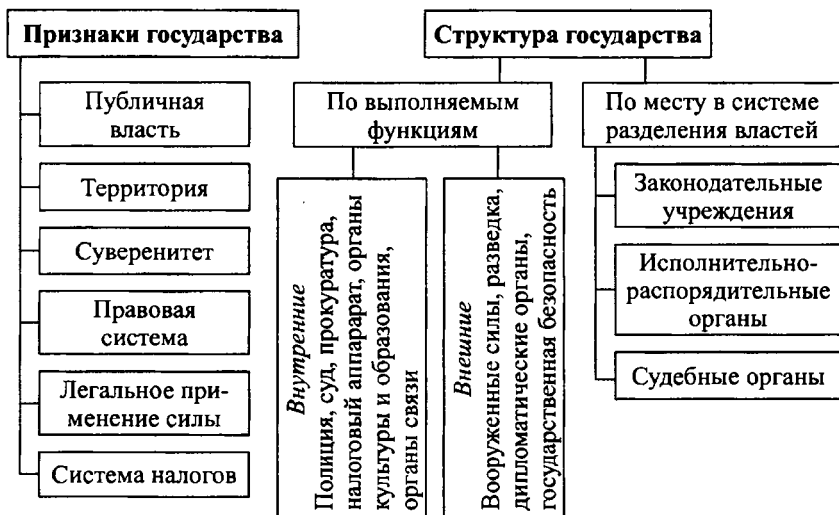 Признаки государства
Публичная
власть
Территория
Суверенитет
Правовая
система
Легальное при-
менение силы
Система налогов
Структура государства
По выполняемым
функциям
Внутренние
Полиция, суд, прокуратура,
налоговый аппарарат, органы
культуры и образования,
органы связи
Внешние
Вооруженные силы, разведка,
дипломатические органы,
государственная безопасность
По месту в системе
разделения властей
Законодательные
учреждения
Исполнительно-
распорядительные
органы
Судебные органы